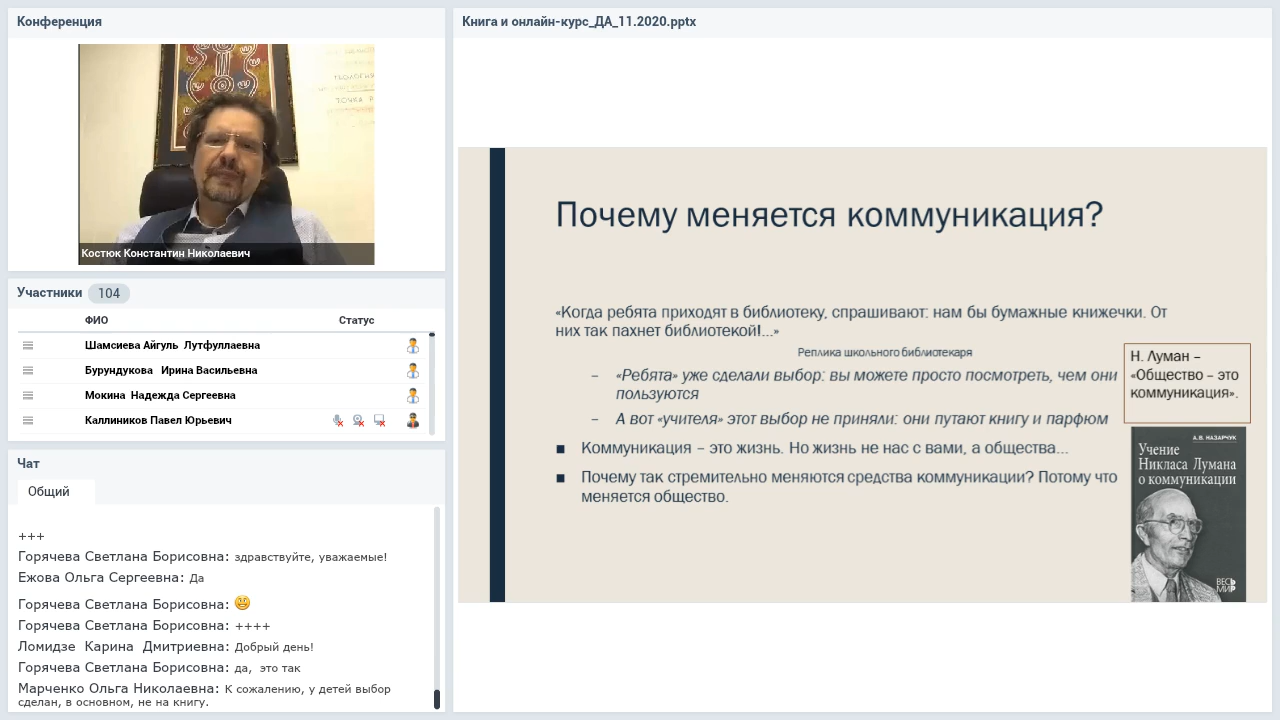 Конференция
ТЕОЛОГИЯ
ТОЧКА Р
Костюк Константин Николаевич
Участники 104
ФИО Статус
Шамсиева Айгуль Лутфуллаевна
Бурундукова Ирина Васильевна
Мокина Надежда Сергеевна
Каллиников Павел Юрьевич
Чат
Общий
+++
Горячева Светлана Борисовна: здравствуйте, уважаемые!
Ежова Ольга Сергеевна: Да
Горячева Светлана Борисовна:
Горячева Светлана Борисовна: ++++
Ломидзе Карина Дмитриевна: Добрый день!
Горячева Светлана Борисовна: да, это так
Марченко Ольга Николаевна: К сожалению, у детей выбор
сделан, в основном, не на книгу.
Книга и онлайн-курс_ДА_11.2020.pptx
Почему меняется коммуникация?
«Когда ребята приходят в библиотеку, спрашивают: нам бы бумажные книжечки. От
них так пахнет библиотекой!...»
Реплика школьного библиотекаря
– «Ребята» уже сделали выбор: вы можете просто посмотреть, чем они
пользуются
– А вот «учителя» этот выбор не приняли: они путают книгу и парфюм
■ Коммуникация – это жизнь. Но жизнь не нас с вами, а общества...
■ Почему так стремительно меняются средства коммуникации? Потому что
меняется общество.
Н. Луман –
«Общество – это
коммуникация».
А.В. НАЗАРЧУК
Учение
Никласа Лумана
о коммуникации
ВЕСЬ
МИР